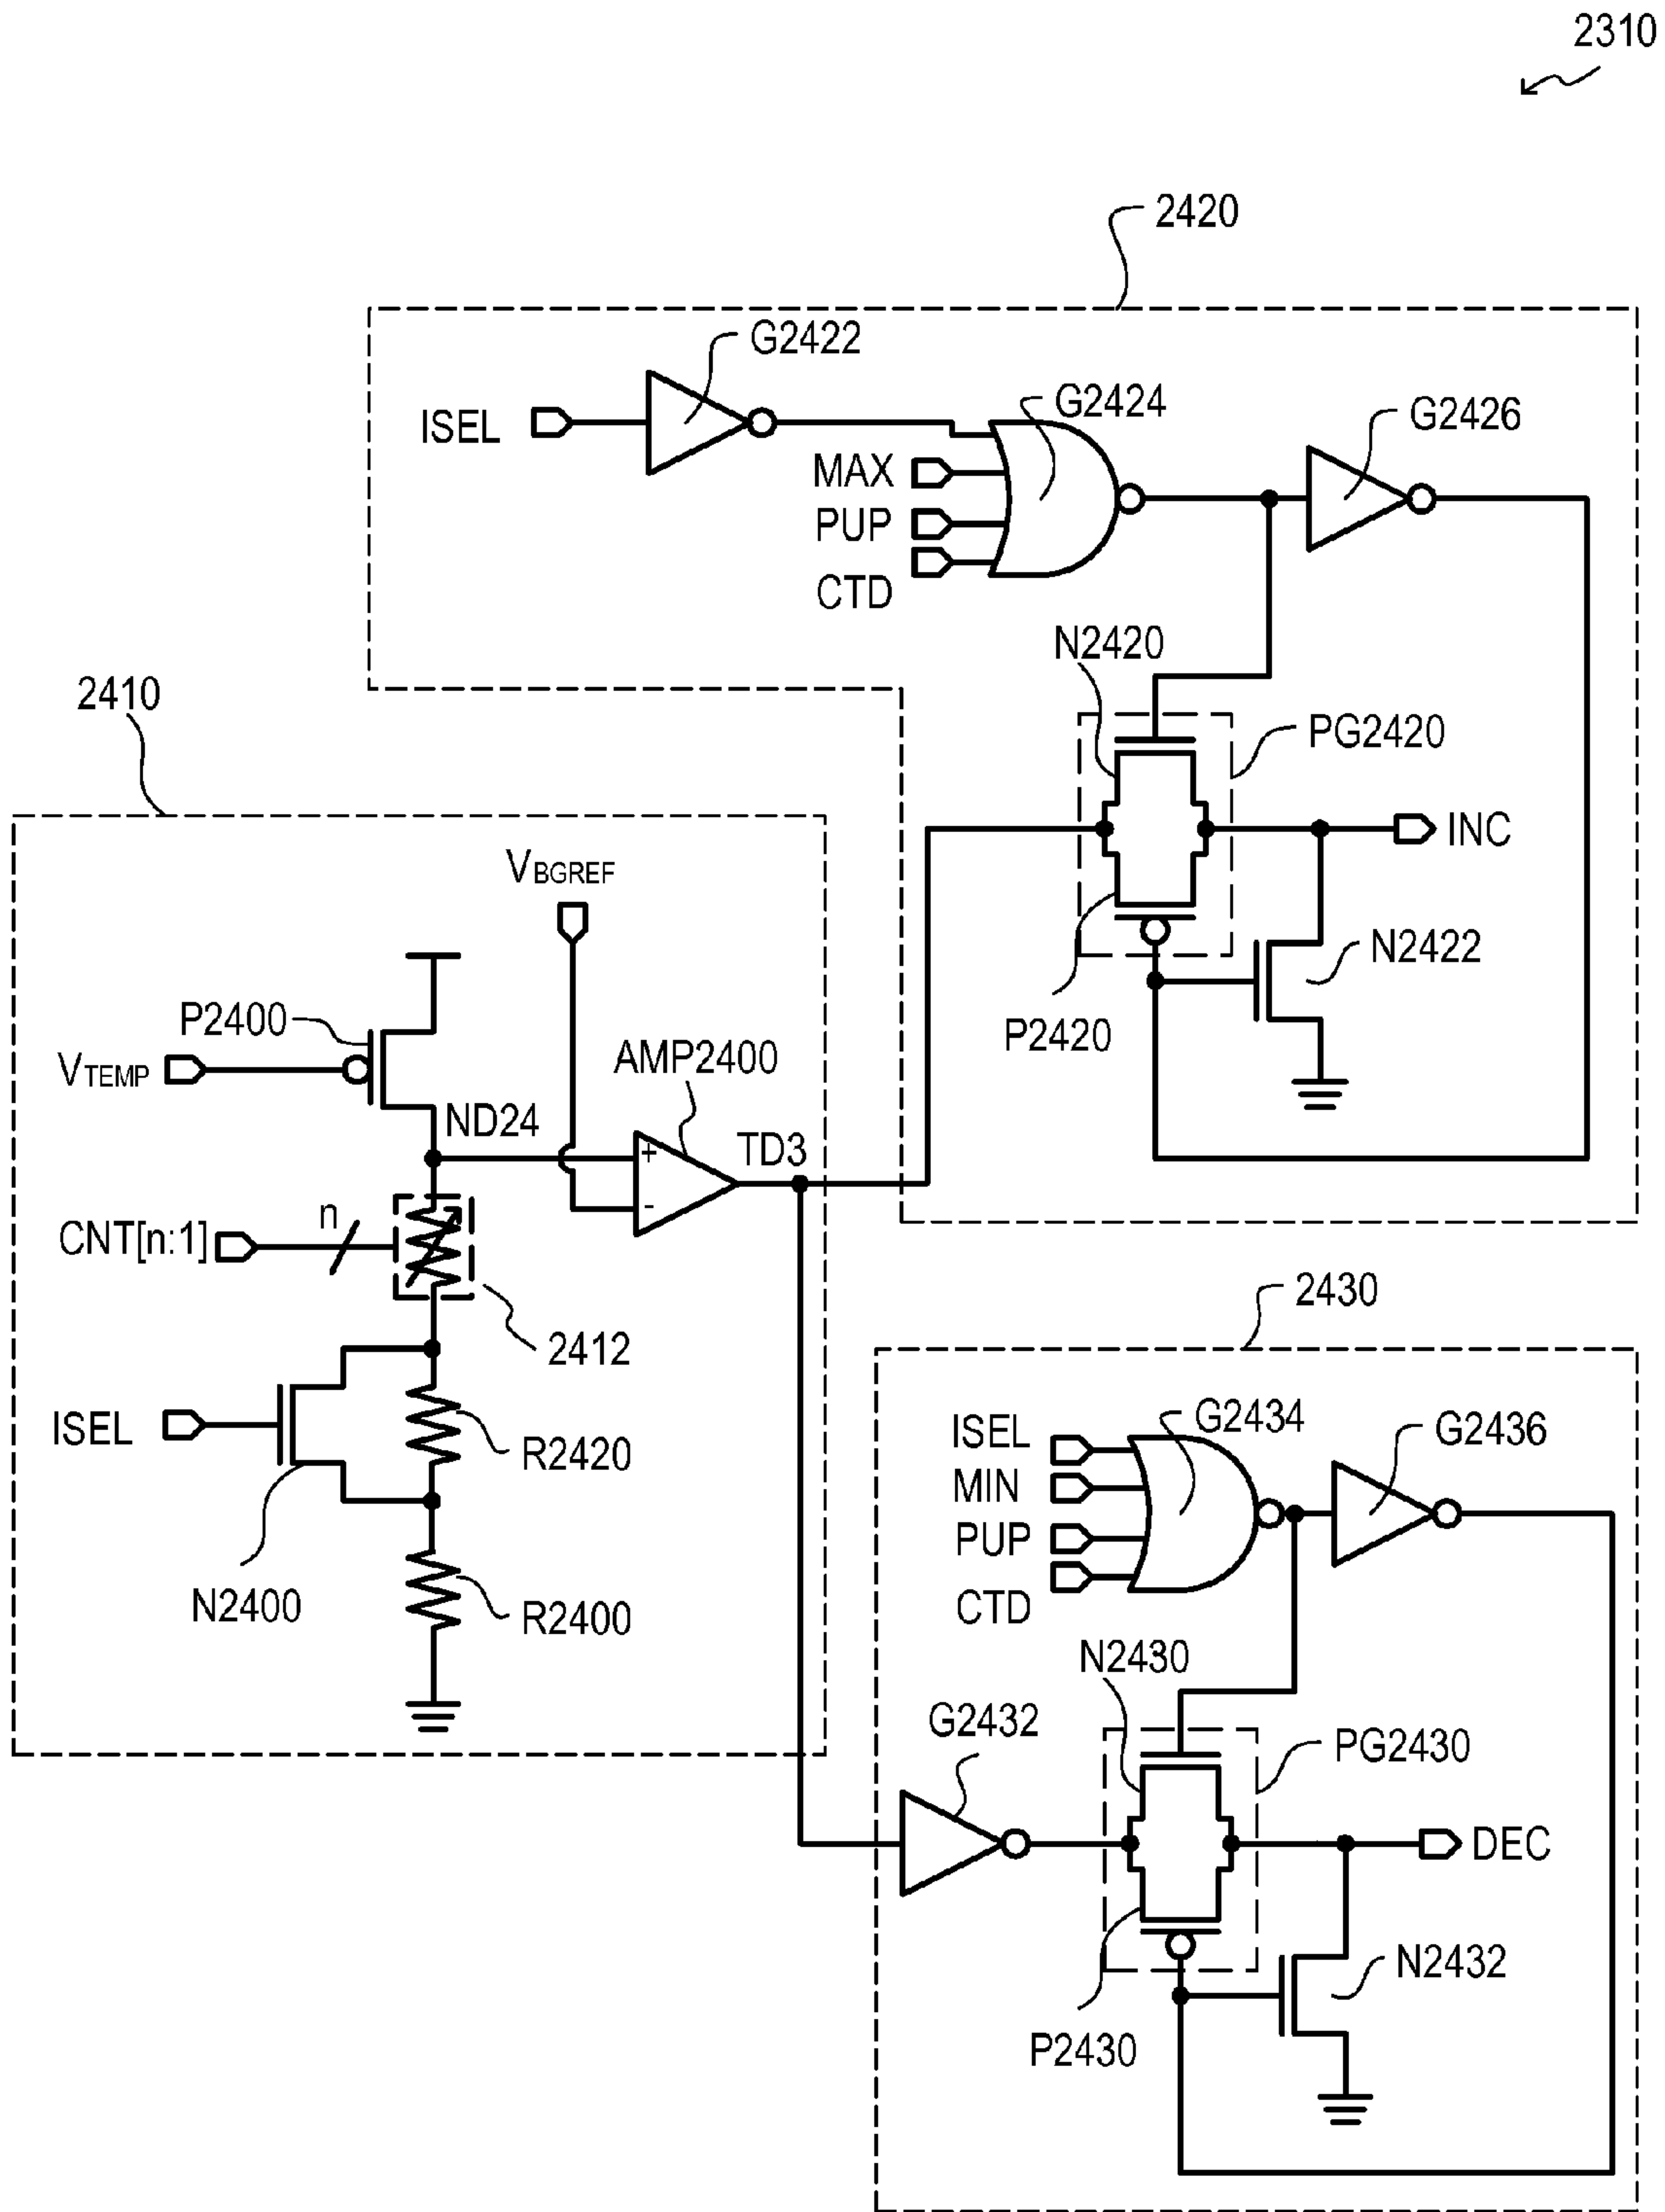 2310
2420
G2422
G2424
G2426
ISEL
MAX
PUP
CTD
N2420
PG2420
INC
N2422
P2420
2410
VBGREF
P2400
VTEMP
ND24
AMP2400
+
-
TD3
n
CNT[n:1]
2412
ISEL
R2420
N2400
R2400
2430
ISEL
MIN
PUP
CTD
G2434
G2436
N2430
G2432
PG2430
DEC
N2432
P2430